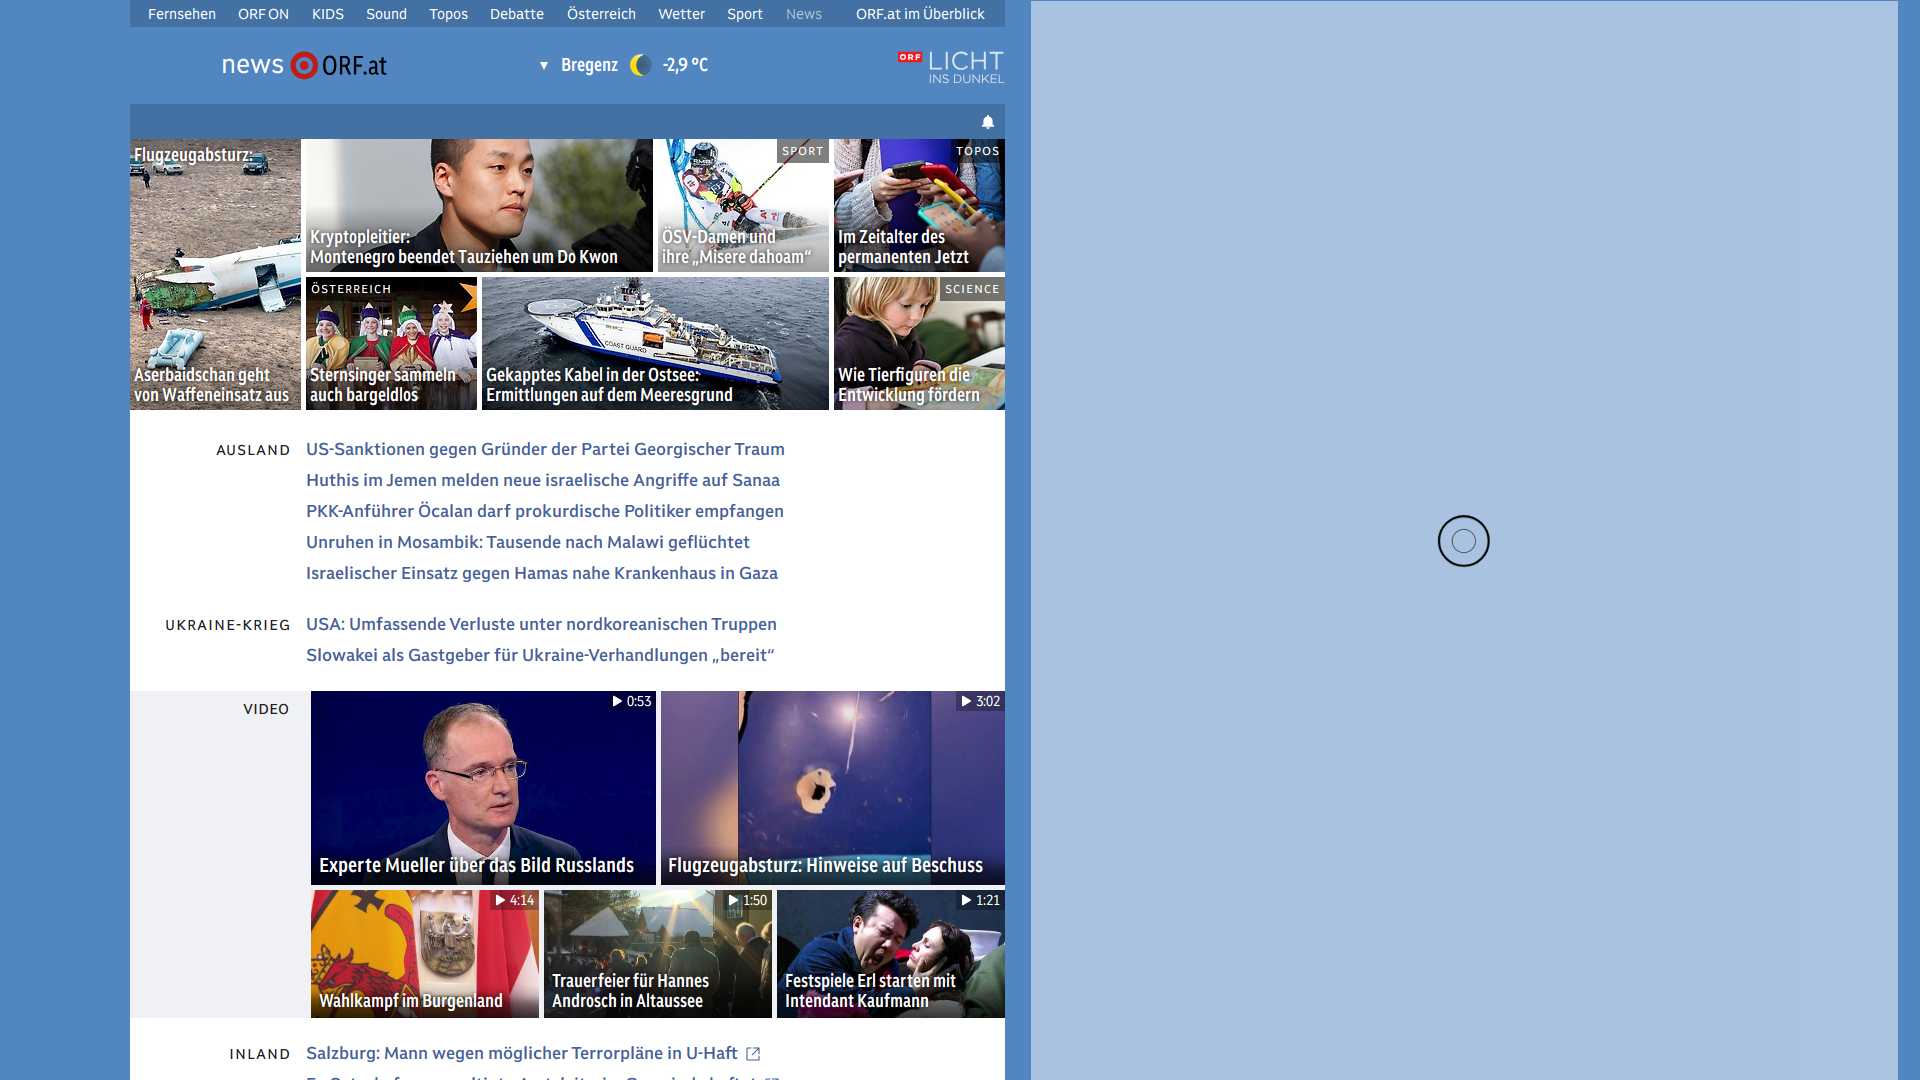 Fernsehen ORF ON KIDS Sound Topos Debatte Österreich Wetter Sport News ORF.at im Überblick
news ORF.at
Bregenz -2,9 °C
ORF LICHT
INS DUNKEL
Flugzeugabsturz:
Aserbaidschan geht
von Waffeneinsatz aus
Kryptopleitier:
Montenegro beendet Tauziehen um Do Kwon
SPORT
ÖSV-Damen und
ihre „Misere dahoam“
TOPOS
Im Zeitalter des
permanenten Jetzt
ÖSTERREICH
Sternsinger sammeln
auch bargeldlos
COAST GUARD
Gekapptes Kabel in der Ostsee:
Ermittlungen auf dem Meeresgrund
SCIENCE
Wie Tierfiguren die
Entwicklung fördern
AUSLAND
US-Sanktionen gegen Gründer der Partei Georgischer Traum
Huthis im Jemen melden neue israelische Angriffe auf Sanaa
PKK-Anführer Öcalan darf prokurdische Politiker empfangen
Unruhen in Mosambik: Tausende nach Malawi geflüchtet
Israelischer Einsatz gegen Hamas nahe Krankenhaus in Gaza
UKRAINE-KRIEG
USA: Umfassende Verluste unter nordkoreanischen Truppen
Slowakei als Gastgeber für Ukraine-Verhandlungen „bereit“
VIDEO
0:53
Experte Mueller über das Bild Russlands
3:02
Flugzeugabsturz: Hinweise auf Beschuss
4:14
Wahlkampf im Burgenland
1:50
Trauerfeier für Hannes
Androsch in Altaussee
1:21
Festspiele Erl starten mit
Intendant Kaufmann
INLAND
Salzburg: Mann wegen möglicher Terrorpläne in U-Haft